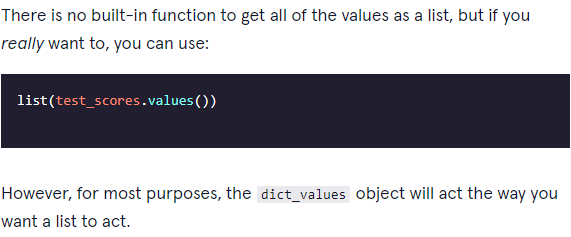 There is no built-in function to get all of the values as a list, but if you
really want to, you can use:
list(test_scores.values())
However, for most purposes, the dict_values object will act the way you
want a list to act.